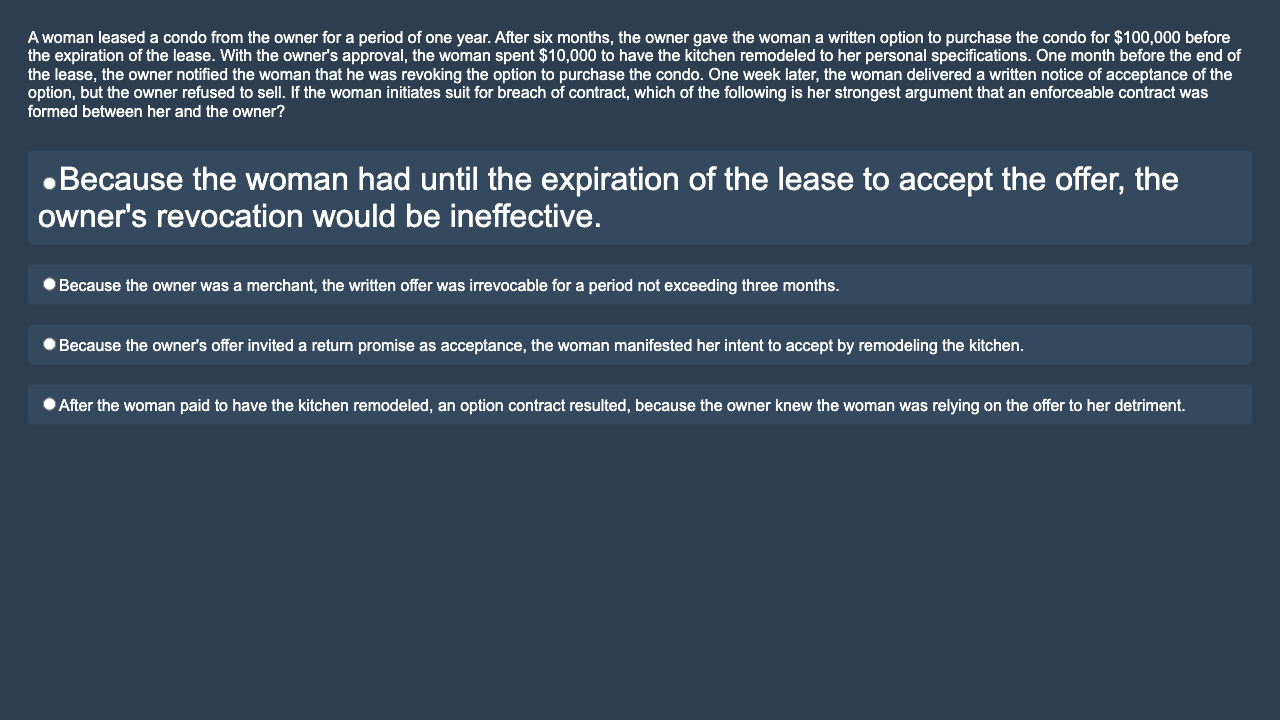 A woman leased a condo from the owner for a period of one year. After six months, the owner gave the woman a written option to purchase the condo for $100,000 before
the expiration of the lease. With the owner's approval, the woman spent $10,000 to have the kitchen remodeled to her personal specifications. One month before the end of
the lease, the owner notified the woman that he was revoking the option to purchase the condo. One week later, the woman delivered a written notice of acceptance of the
option, but the owner refused to sell. If the woman initiates suit for breach of contract, which of the following is her strongest argument that an enforceable contract was
formed between her and the owner?
Because the woman had until the expiration of the lease to accept the offer, the
owner's revocation would be ineffective.
Because the owner was a merchant, the written offer was irrevocable for a period not exceeding three months.
Because the owner's offer invited a return promise as acceptance, the woman manifested her intent to accept by remodeling the kitchen.
After the woman paid to have the kitchen remodeled, an option contract resulted, because the owner knew the woman was relying on the offer to her detriment.